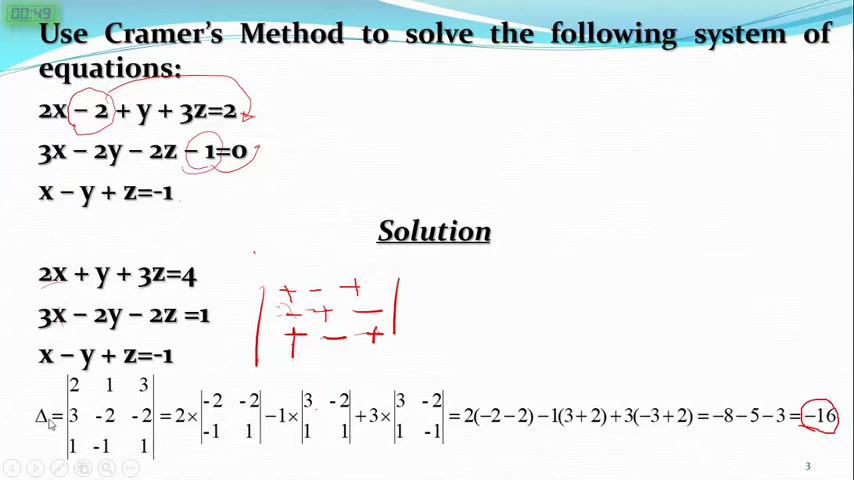 00:49
Use Cramer's Method to solve the following system of
equations:
2x – 2 + y + 3z=2
3x – 2y – 2z – 1=0
x – y + z=-1
Solution
2x + y + 3z=4
3x – 2y – 2z =1
x – y + z=-1
+ − +
− + −
+ − +
Δ = |2 1 3; 3 -2 -2; 1 -1 1| = 2×|-2 -2; -1 1| −1×|3 -2; 1 1| +3×|3 -2; 1 -1| = 2(−2−2)−1(3+2)+3(−3+2) = −8−5−3 = −16
3